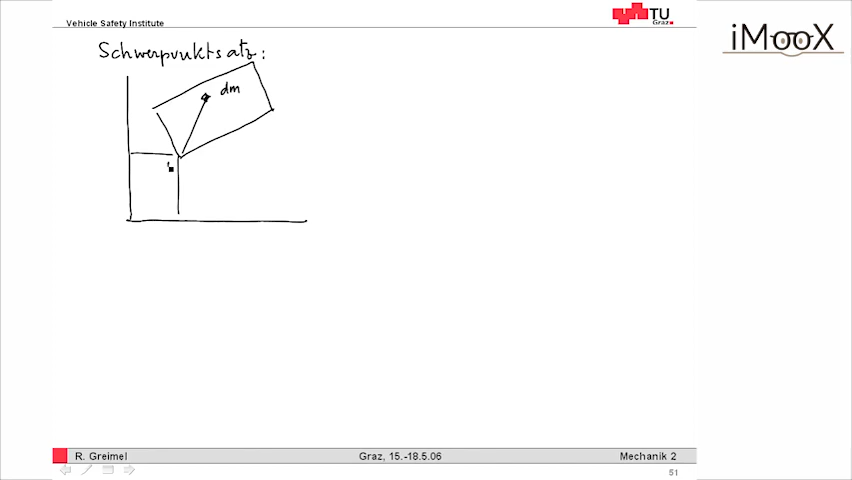 Vehicle Safety Institute
TU
Graz
iMooX
Schwerpunktsatz:
dm
R. Greimel
Graz, 15.-18.5.06
Mechanik 2
51